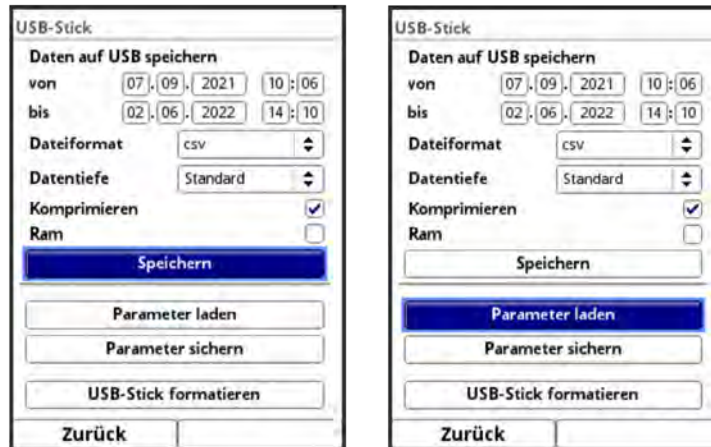 USB-Stick
Daten auf USB speichern
von 07.09.2021 10:06
bis 02.06.2022 14:10
Dateiformat csv
Datentiefe Standard
Komprimieren
Ram
Speichern
Parameter laden
Parameter sichern
USB-Stick formatieren
Zurück
USB-Stick
Daten auf USB speichern
von 07.09.2021 10:06
bis 02.06.2022 14:10
Dateiformat csv
Datentiefe Standard
Komprimieren
Ram
Speichern
Parameter laden
Parameter sichern
USB-Stick formatieren
Zurück